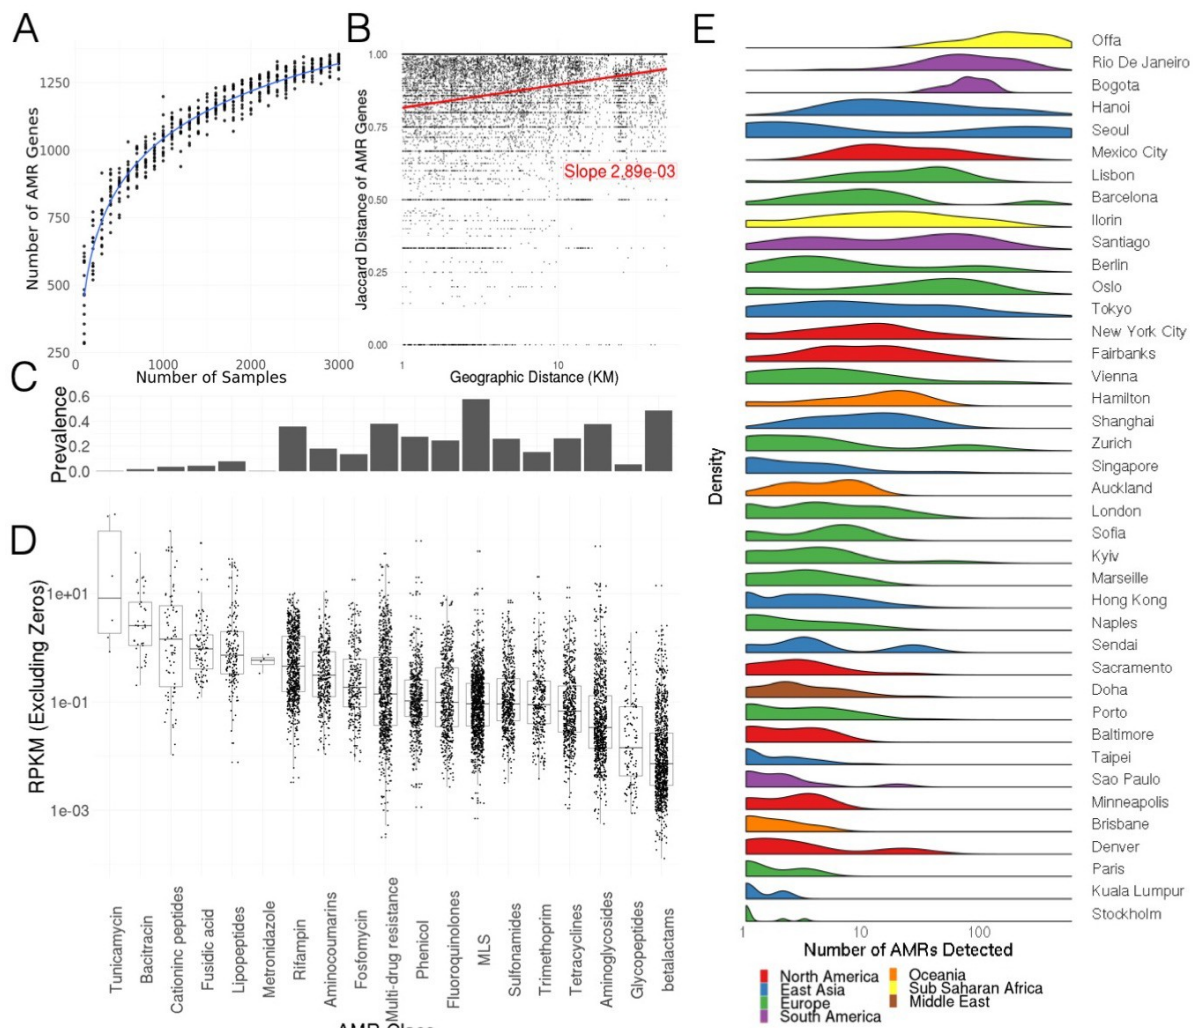 A
Number of AMR Genes
1250
1000
750
500
250
0
1000
2000
3000
Number of Samples
B
Jaccard Distance of AMR Genes
1.00
0.75
0.50
0.25
0.00
Slope 2.89e-03
1
10
Geographic Distance (KM)
C
Prevalence
0.6
0.4
0.2
0.0
D
RPKM (Excluding Zeros)
1e+01
1e-01
1e-03
Tunicamycin
Bacitracin
Cationinc peptides
Fusidic acid
Lipopeptides
Metronidazole
Rifampin
Aminocoumarins
Fosfomycin
Multi-drug resistance
Phenicol
Fluoroquinolones
MLS
Sulfonamides
Trimethoprim
Tetracyclines
Aminoglycosides
Glycopeptides
betalactams
AMR Class
E
Density
Offa
Rio De Janeiro
Bogota
Hanoi
Seoul
Mexico City
Lisbon
Barcelona
Ilorin
Santiago
Berlin
Oslo
Tokyo
New York City
Fairbanks
Vienna
Hamilton
Shanghai
Zurich
Singapore
Auckland
London
Sofia
Kyiv
Marseille
Hong Kong
Naples
Sendai
Sacramento
Doha
Porto
Baltimore
Taipei
Sao Paulo
Minneapolis
Brisbane
Denver
Paris
Kuala Lumpur
Stockholm
1
10
100
Number of AMRs Detected
North America
East Asia
Europe
South America
Oceania
Sub Saharan Africa
Middle East